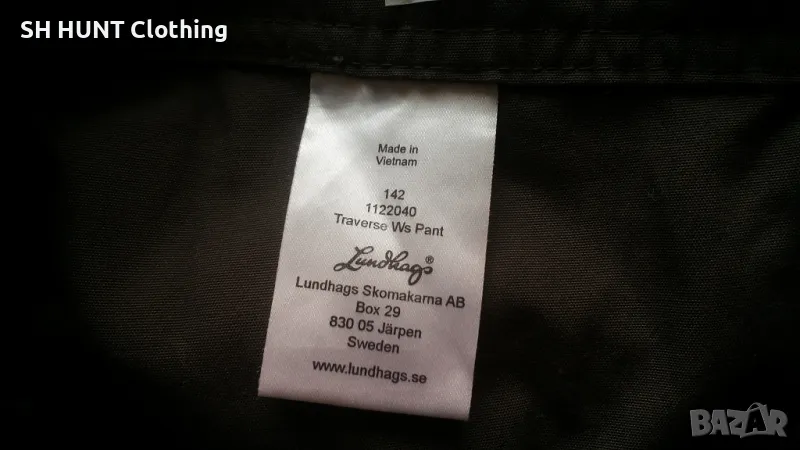 SH HUNT Clothing
Made in
Vietnam
142
1122040
Traverse Ws Pant
Lundhags®
Lundhags Skomakarna AB
Box 29
830 05 Järpen
Sweden
www.lundhags.se
BAZAR